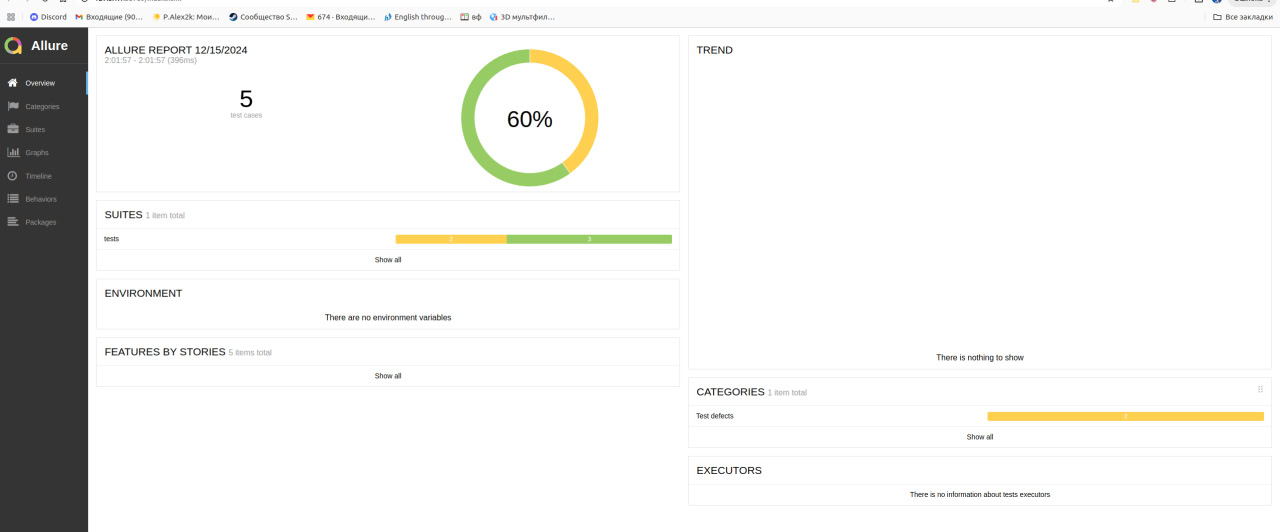 Discord
Входящие (90...
P.Alex2k: Мои...
Сообщество S...
674 · Входящи...
English throug...
вф
3D мультфил...
Все закладки
Allure
Overview
Categories
Suites
Graphs
Timeline
Behaviors
Packages
ALLURE REPORT 12/15/2024
2:01:57 - 2:01:57 (396ms)
5
test cases
60%
SUITES 1 item total
tests
2 3
Show all
ENVIRONMENT
There are no environment variables
FEATURES BY STORIES 5 items total
Show all
TREND
There is nothing to show
CATEGORIES 1 item total
Test defects
Show all
EXECUTORS
There is no information about tests executors